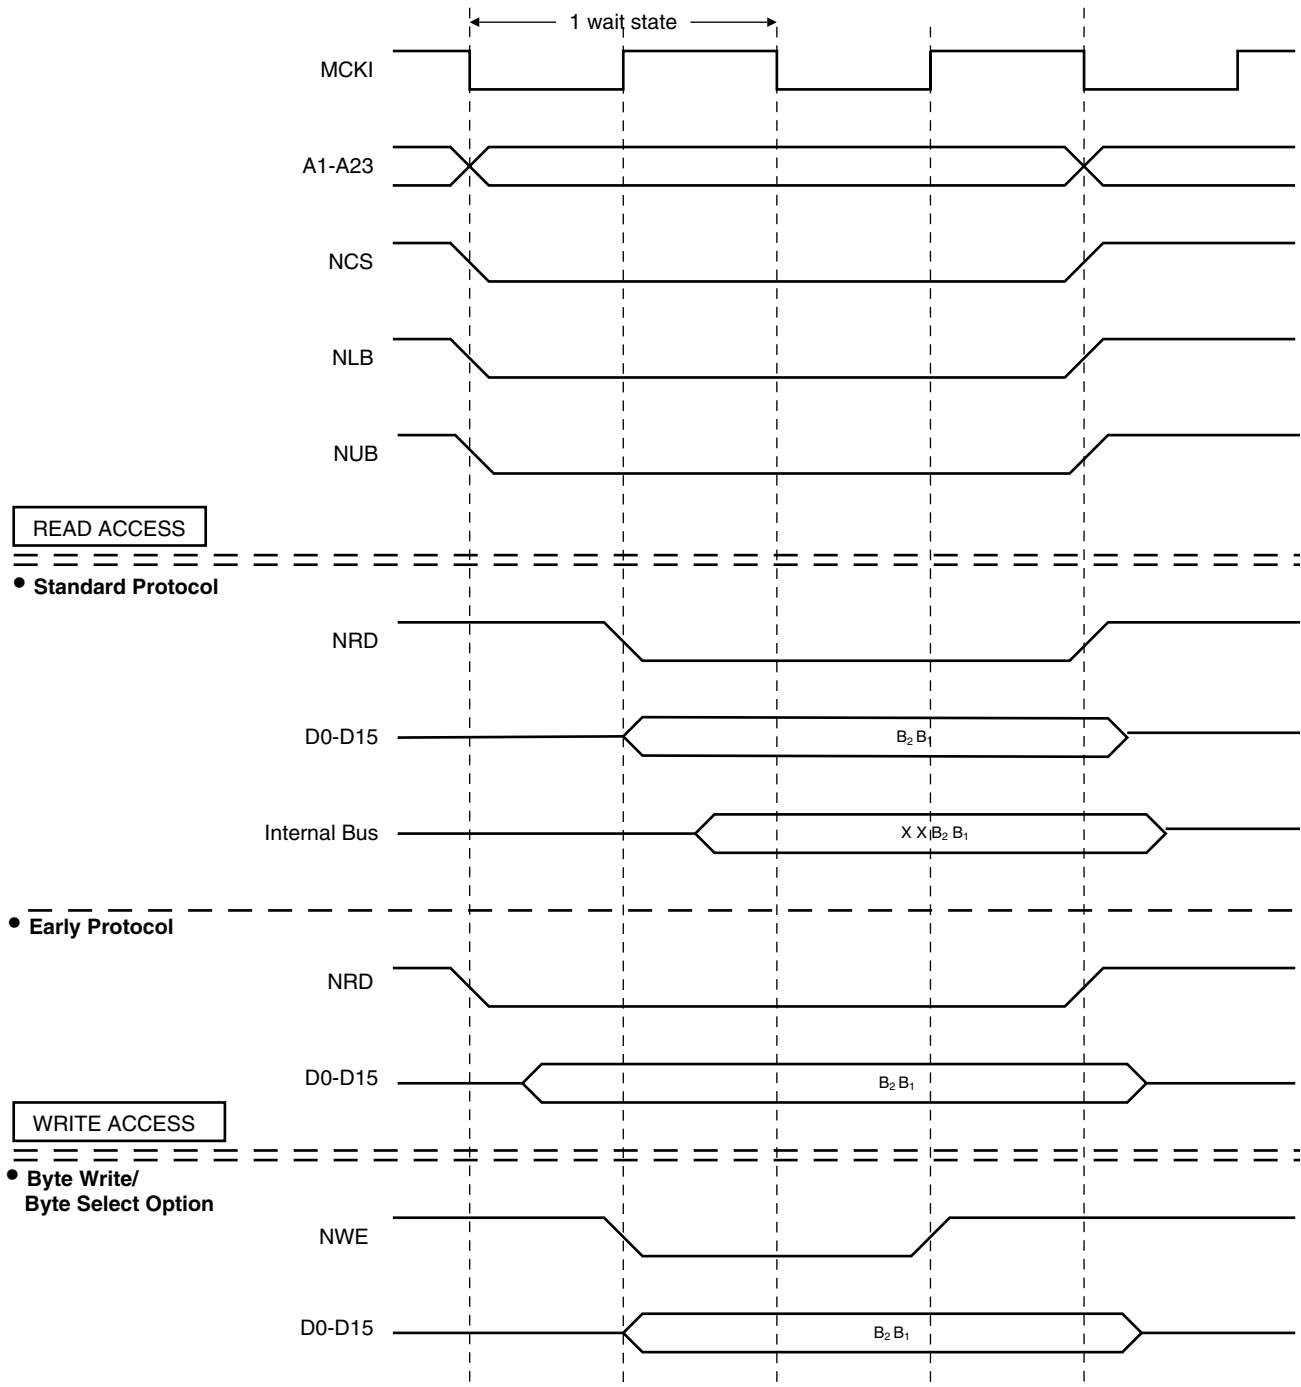 1 wait state
MCKI
A1-A23
NCS
NLB
NUB
READ ACCESS
• Standard Protocol
NRD
D0-D15
B₂ B₁
Internal Bus
X X B₂ B₁
• Early Protocol
NRD
D0-D15
B₂ B₁
WRITE ACCESS
• Byte Write/
Byte Select Option
NWE
D0-D15
B₂ B₁